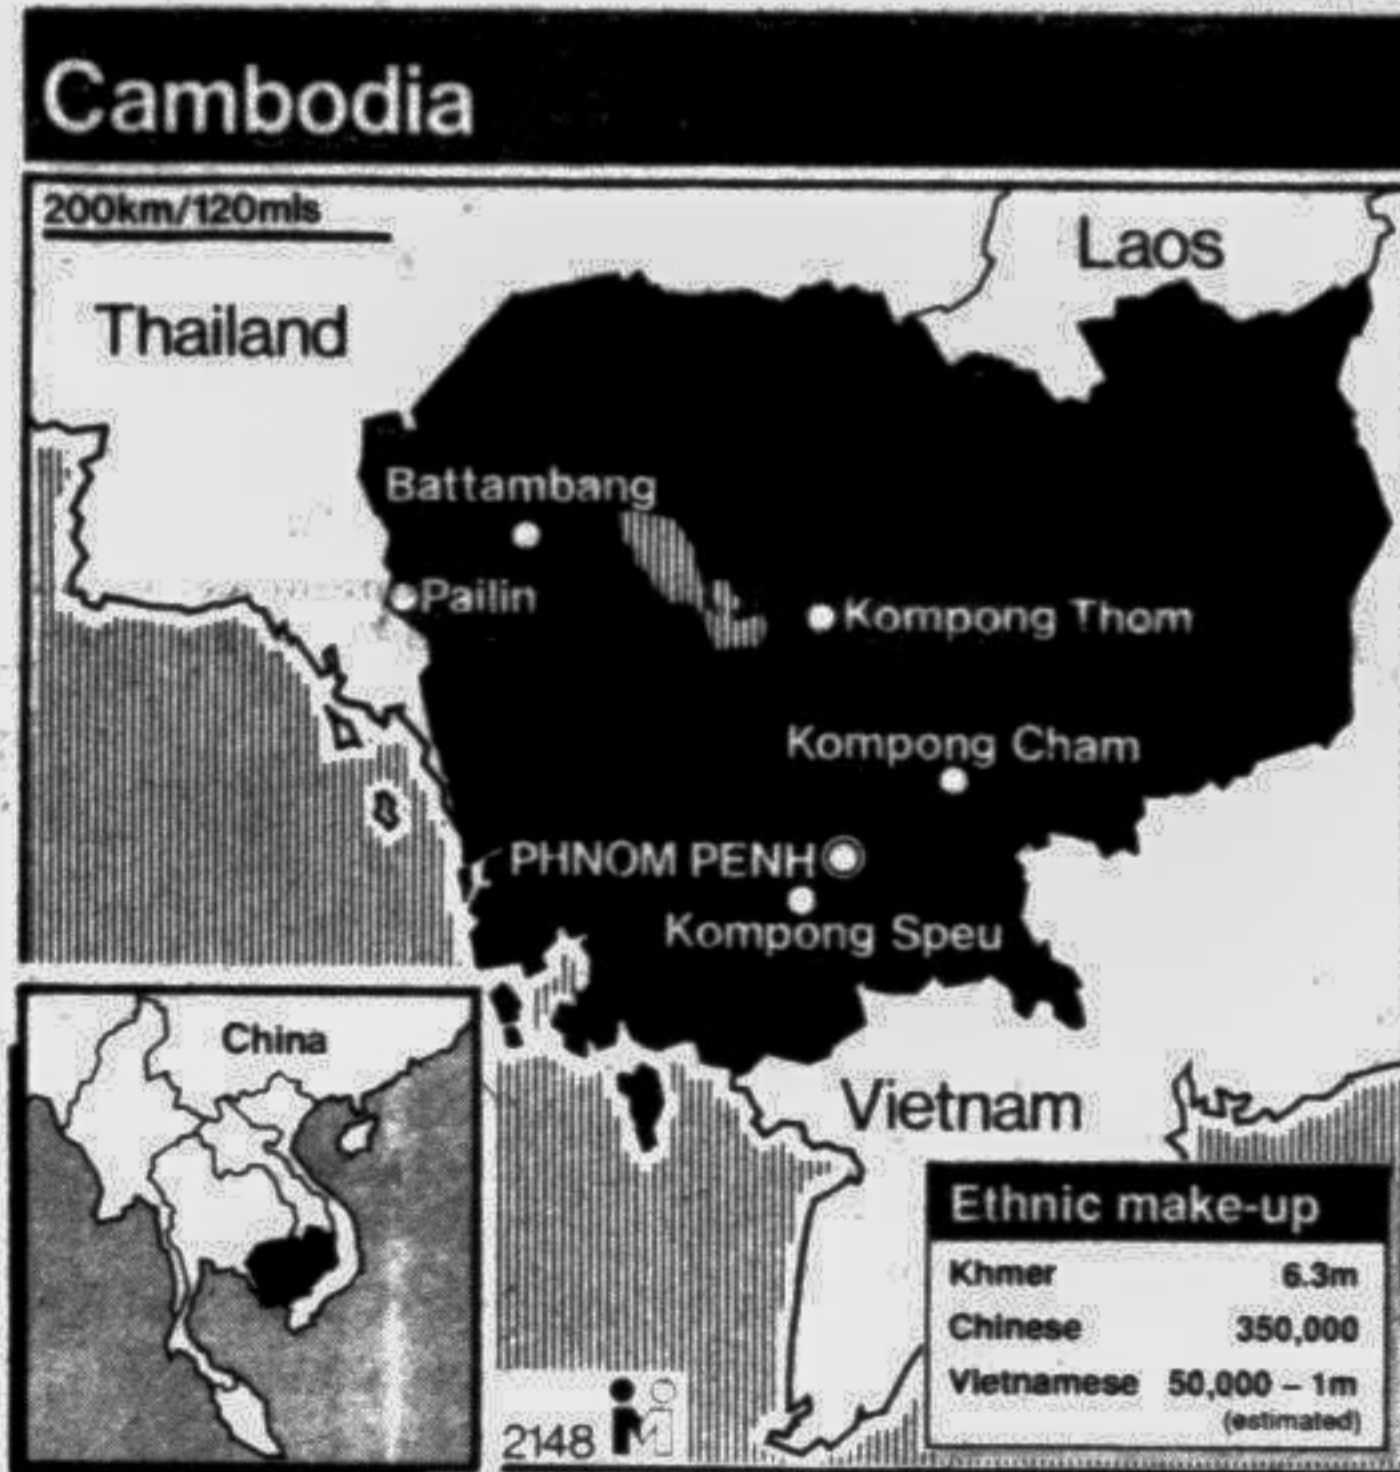 Cambodia
200km/120mls
Laos
Thailand
Battambang
Pailin
Kompong Thom
Kompong Cham
PHNOM PENH
Kompong Speu
China
Vietnam
Ethnic make-up
Khmer 6.3m
Chinese 350,000
Vietnamese 50,000 – 1m
(estimated)
2148